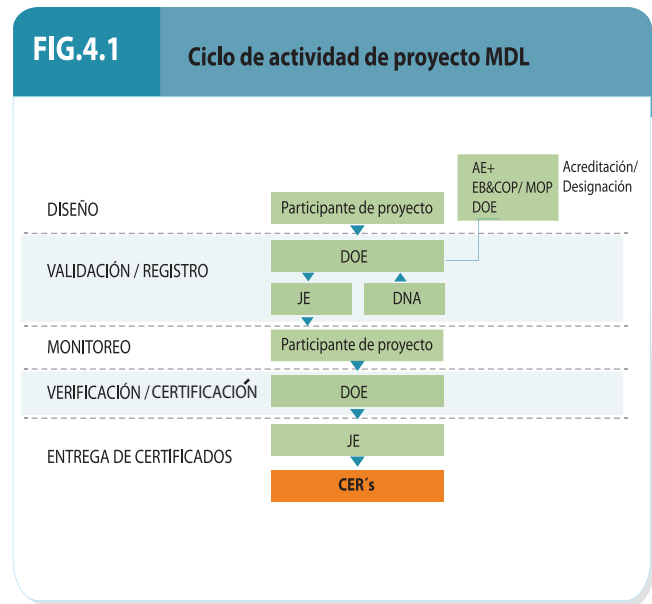 FIG.4.1
Ciclo de actividad de proyecto MDL
AE+
EB&COP/ MOP
DOE
Acreditación/
Designación
DISEÑO
Participante de proyecto
VALIDACIÓN / REGISTRO
DOE
JE
DNA
MONITOREO
Participante de proyecto
VERIFICACIÓN / CERTIFICACIÓN
DOE
ENTREGA DE CERTIFICADOS
JE
CER´s